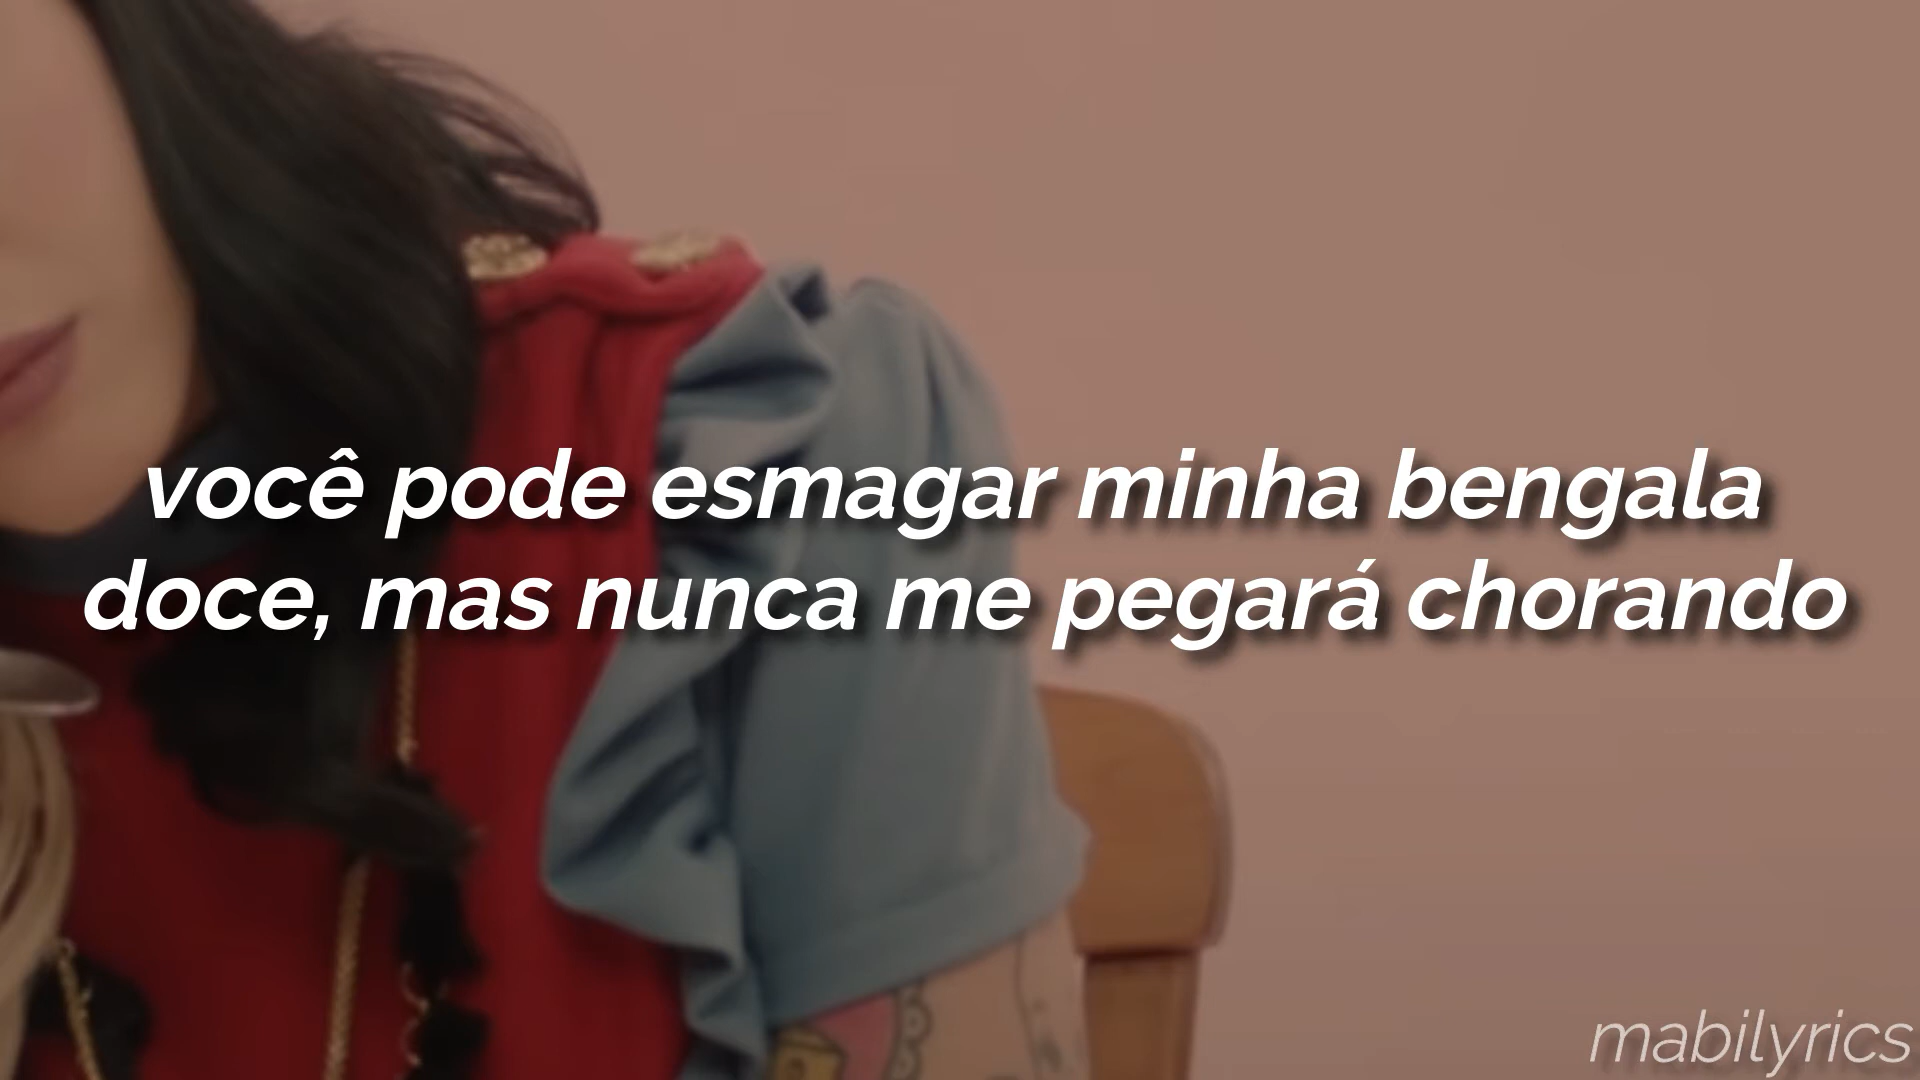 você pode esmagar minha bengala
doce, mas nunca me pegará chorando
mabilyrics